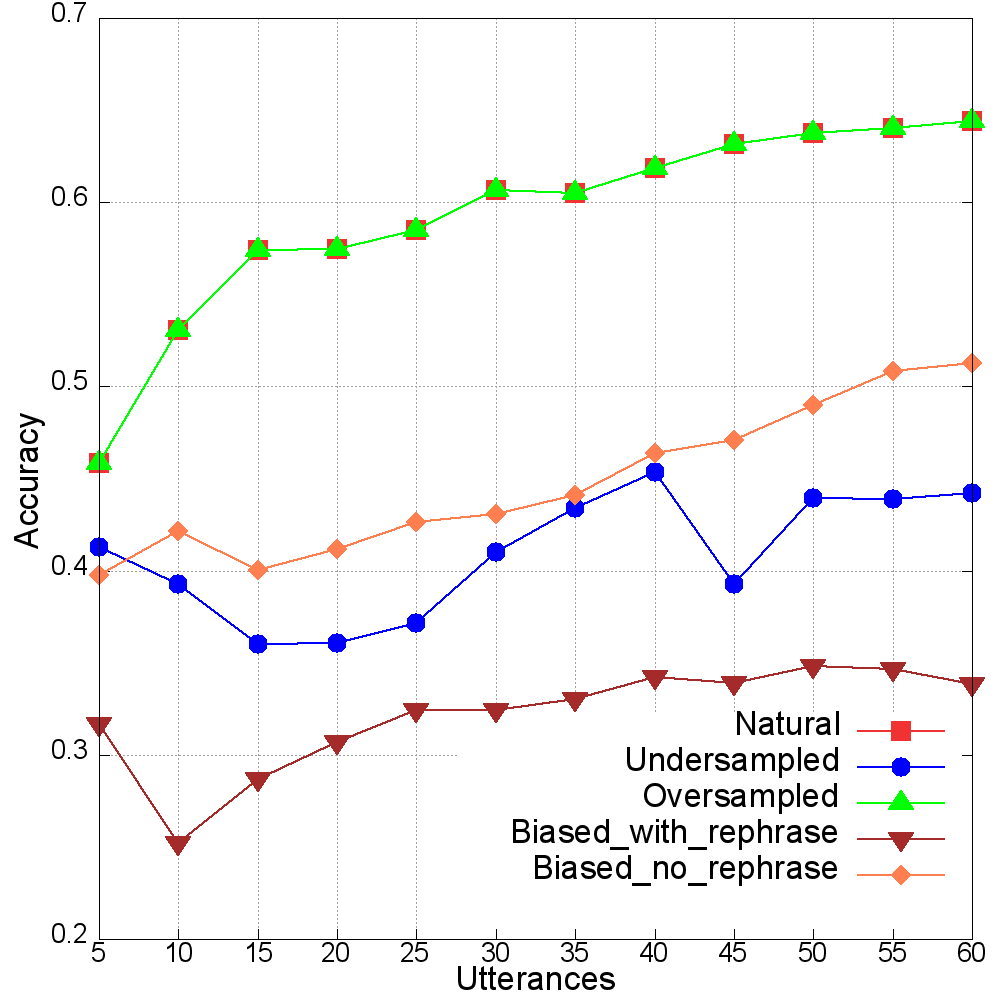 0.7
0.6
0.5
0.4
0.3
0.2
Accuracy
Natural
Undersampled
Oversampled
Biased_with_rephrase
Biased_no_rephrase
5 10 15 20 25 30 35 40 45 50 55 60
Utterances